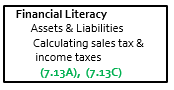 Financial Literacy
Assets & Liabilities
Calculating sales tax &
income taxes
(7.13A), (7.13C)